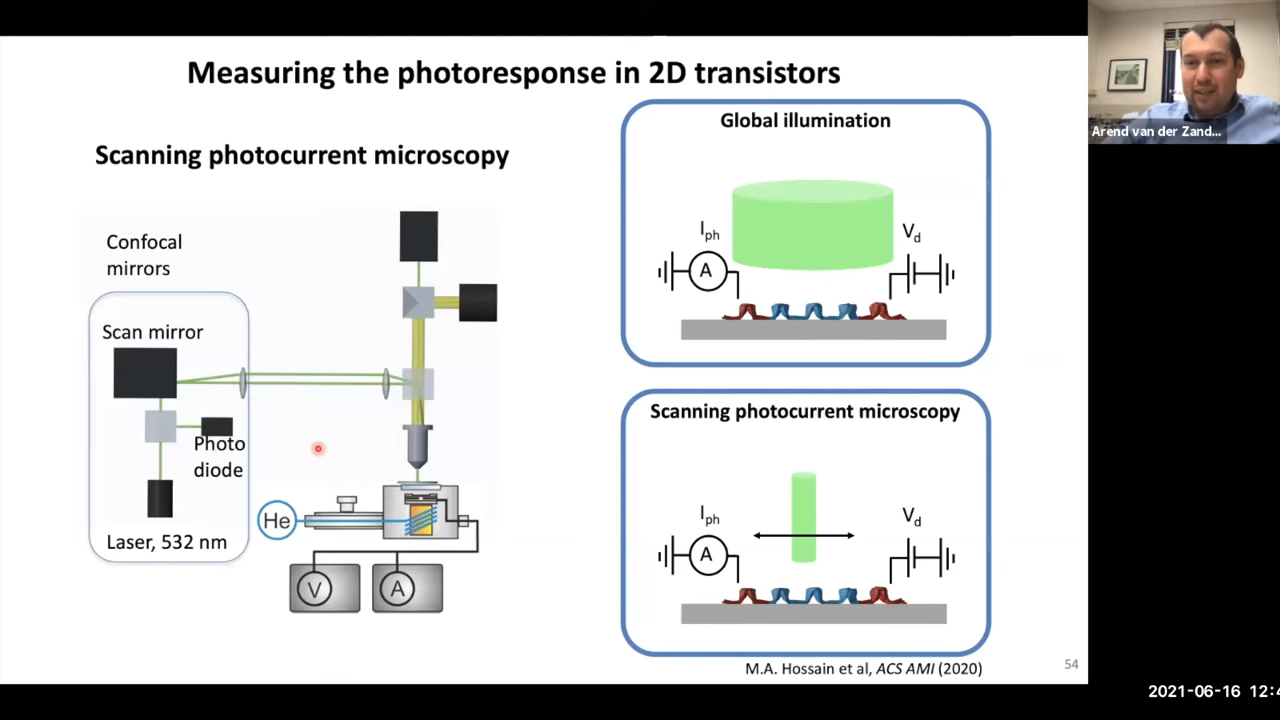 Measuring the photoresponse in 2D transistors
Scanning photocurrent microscopy
Confocal
mirrors
Scan mirror
Photo
diode
Laser, 532 nm
He
V
A
Global illumination
Iph
A
Vd
Scanning photocurrent microscopy
Iph
A
Vd
M.A. Hossain et al, ACS AMI (2020)
54
Arend van der Zand...
2021-06-16 12:4